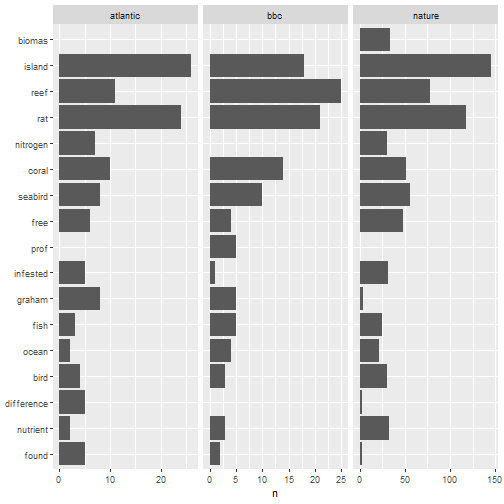 atlantic bbc nature
biomas
island
reef
rat
nitrogen
coral
seabird
free
prof
infested
graham
fish
ocean
bird
difference
nutrient
found
0 10 20 0 5 10 15 20 25 0 50 100 150
n